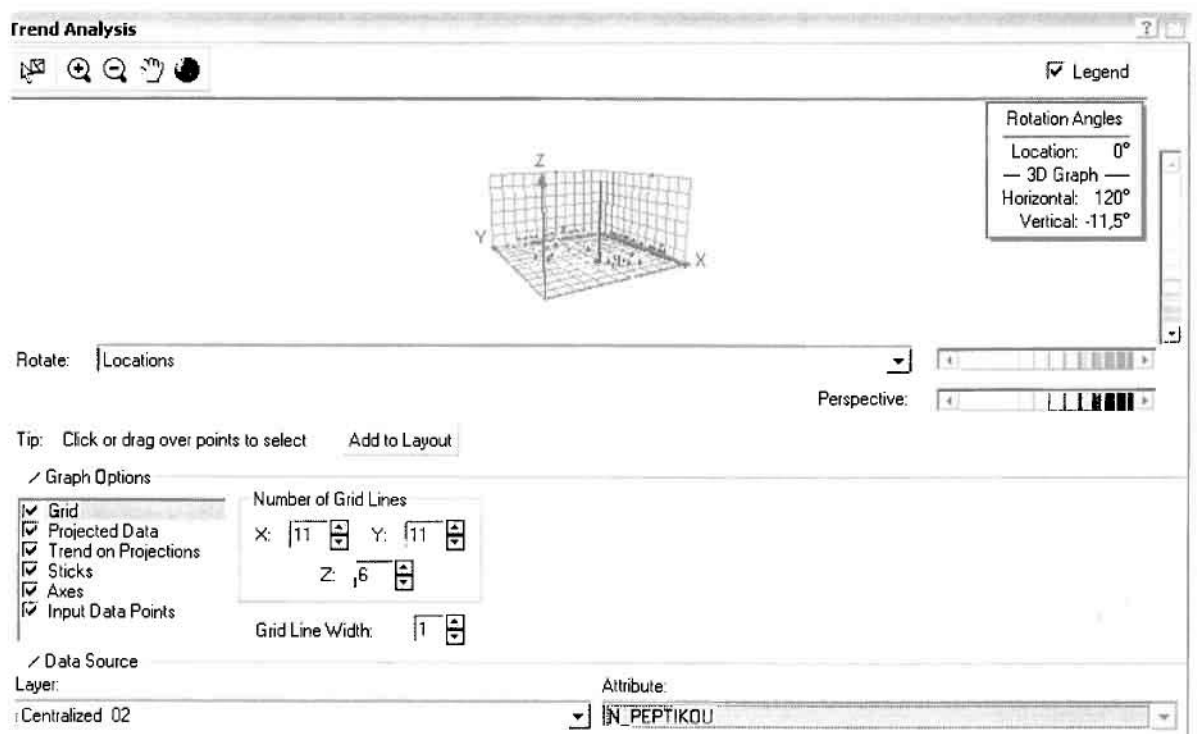 Trend Analysis
Legend
Rotation Angles
Location: 0°
3D Graph
Horizontal: 120°
Vertical: -11,5°
Z
Y
X
Rotate: Locations
Perspective:
Tip: Click or drag over points to select Add to Layout
Graph Options
Grid
Projected Data
Trend on Projections
Sticks
Axes
Input Data Points
Number of Grid Lines
X: 11 Y: 11
Z: 6
Grid Line Width: 1
Data Source
Layer: Attribute:
Centralized 02 N_PEPTIKOU